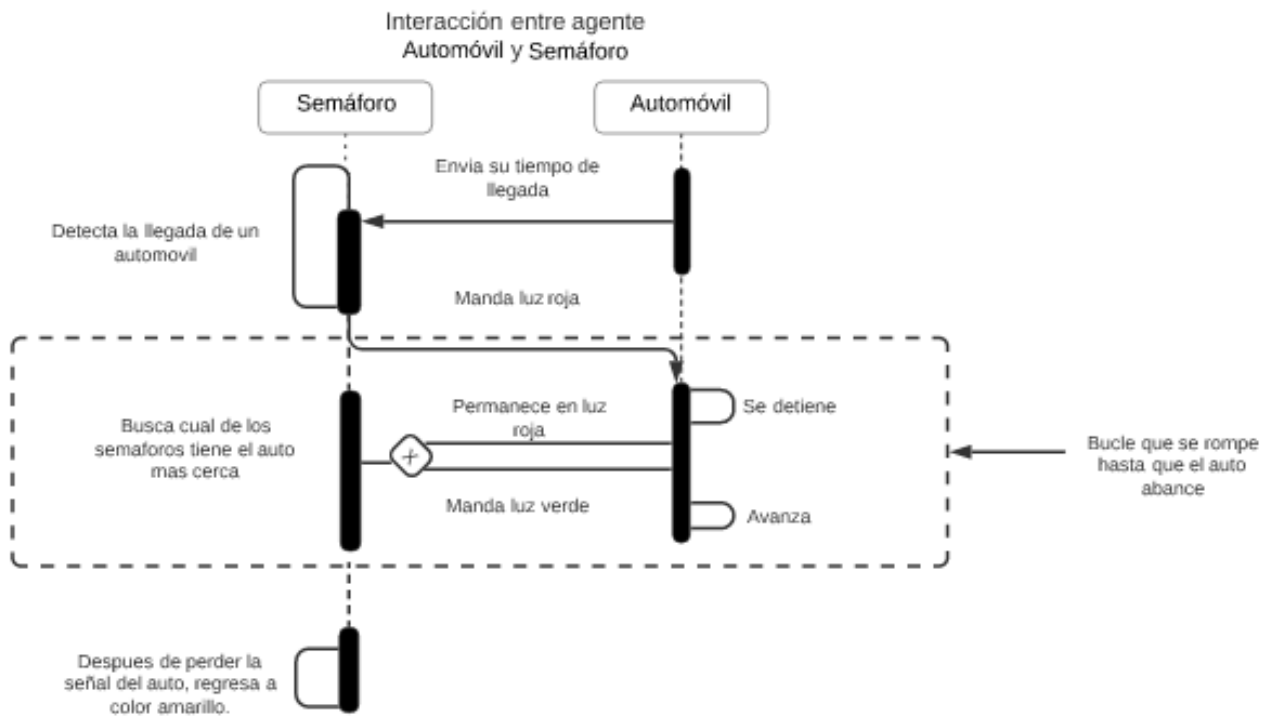 Interacción entre agente
Automóvil y Semáforo
Semáforo
Automóvil
Envia su tiempo de
llegada
Detecta la llegada de un
automovil
Manda luz roja
Busca cual de los
semaforos tiene el auto
mas cerca
Permanece en luz
roja
Se detiene
Manda luz verde
Avanza
Bucle que se rompe
hasta que el auto
abance
Despues de perder la
señal del auto, regresa a
color amarillo.